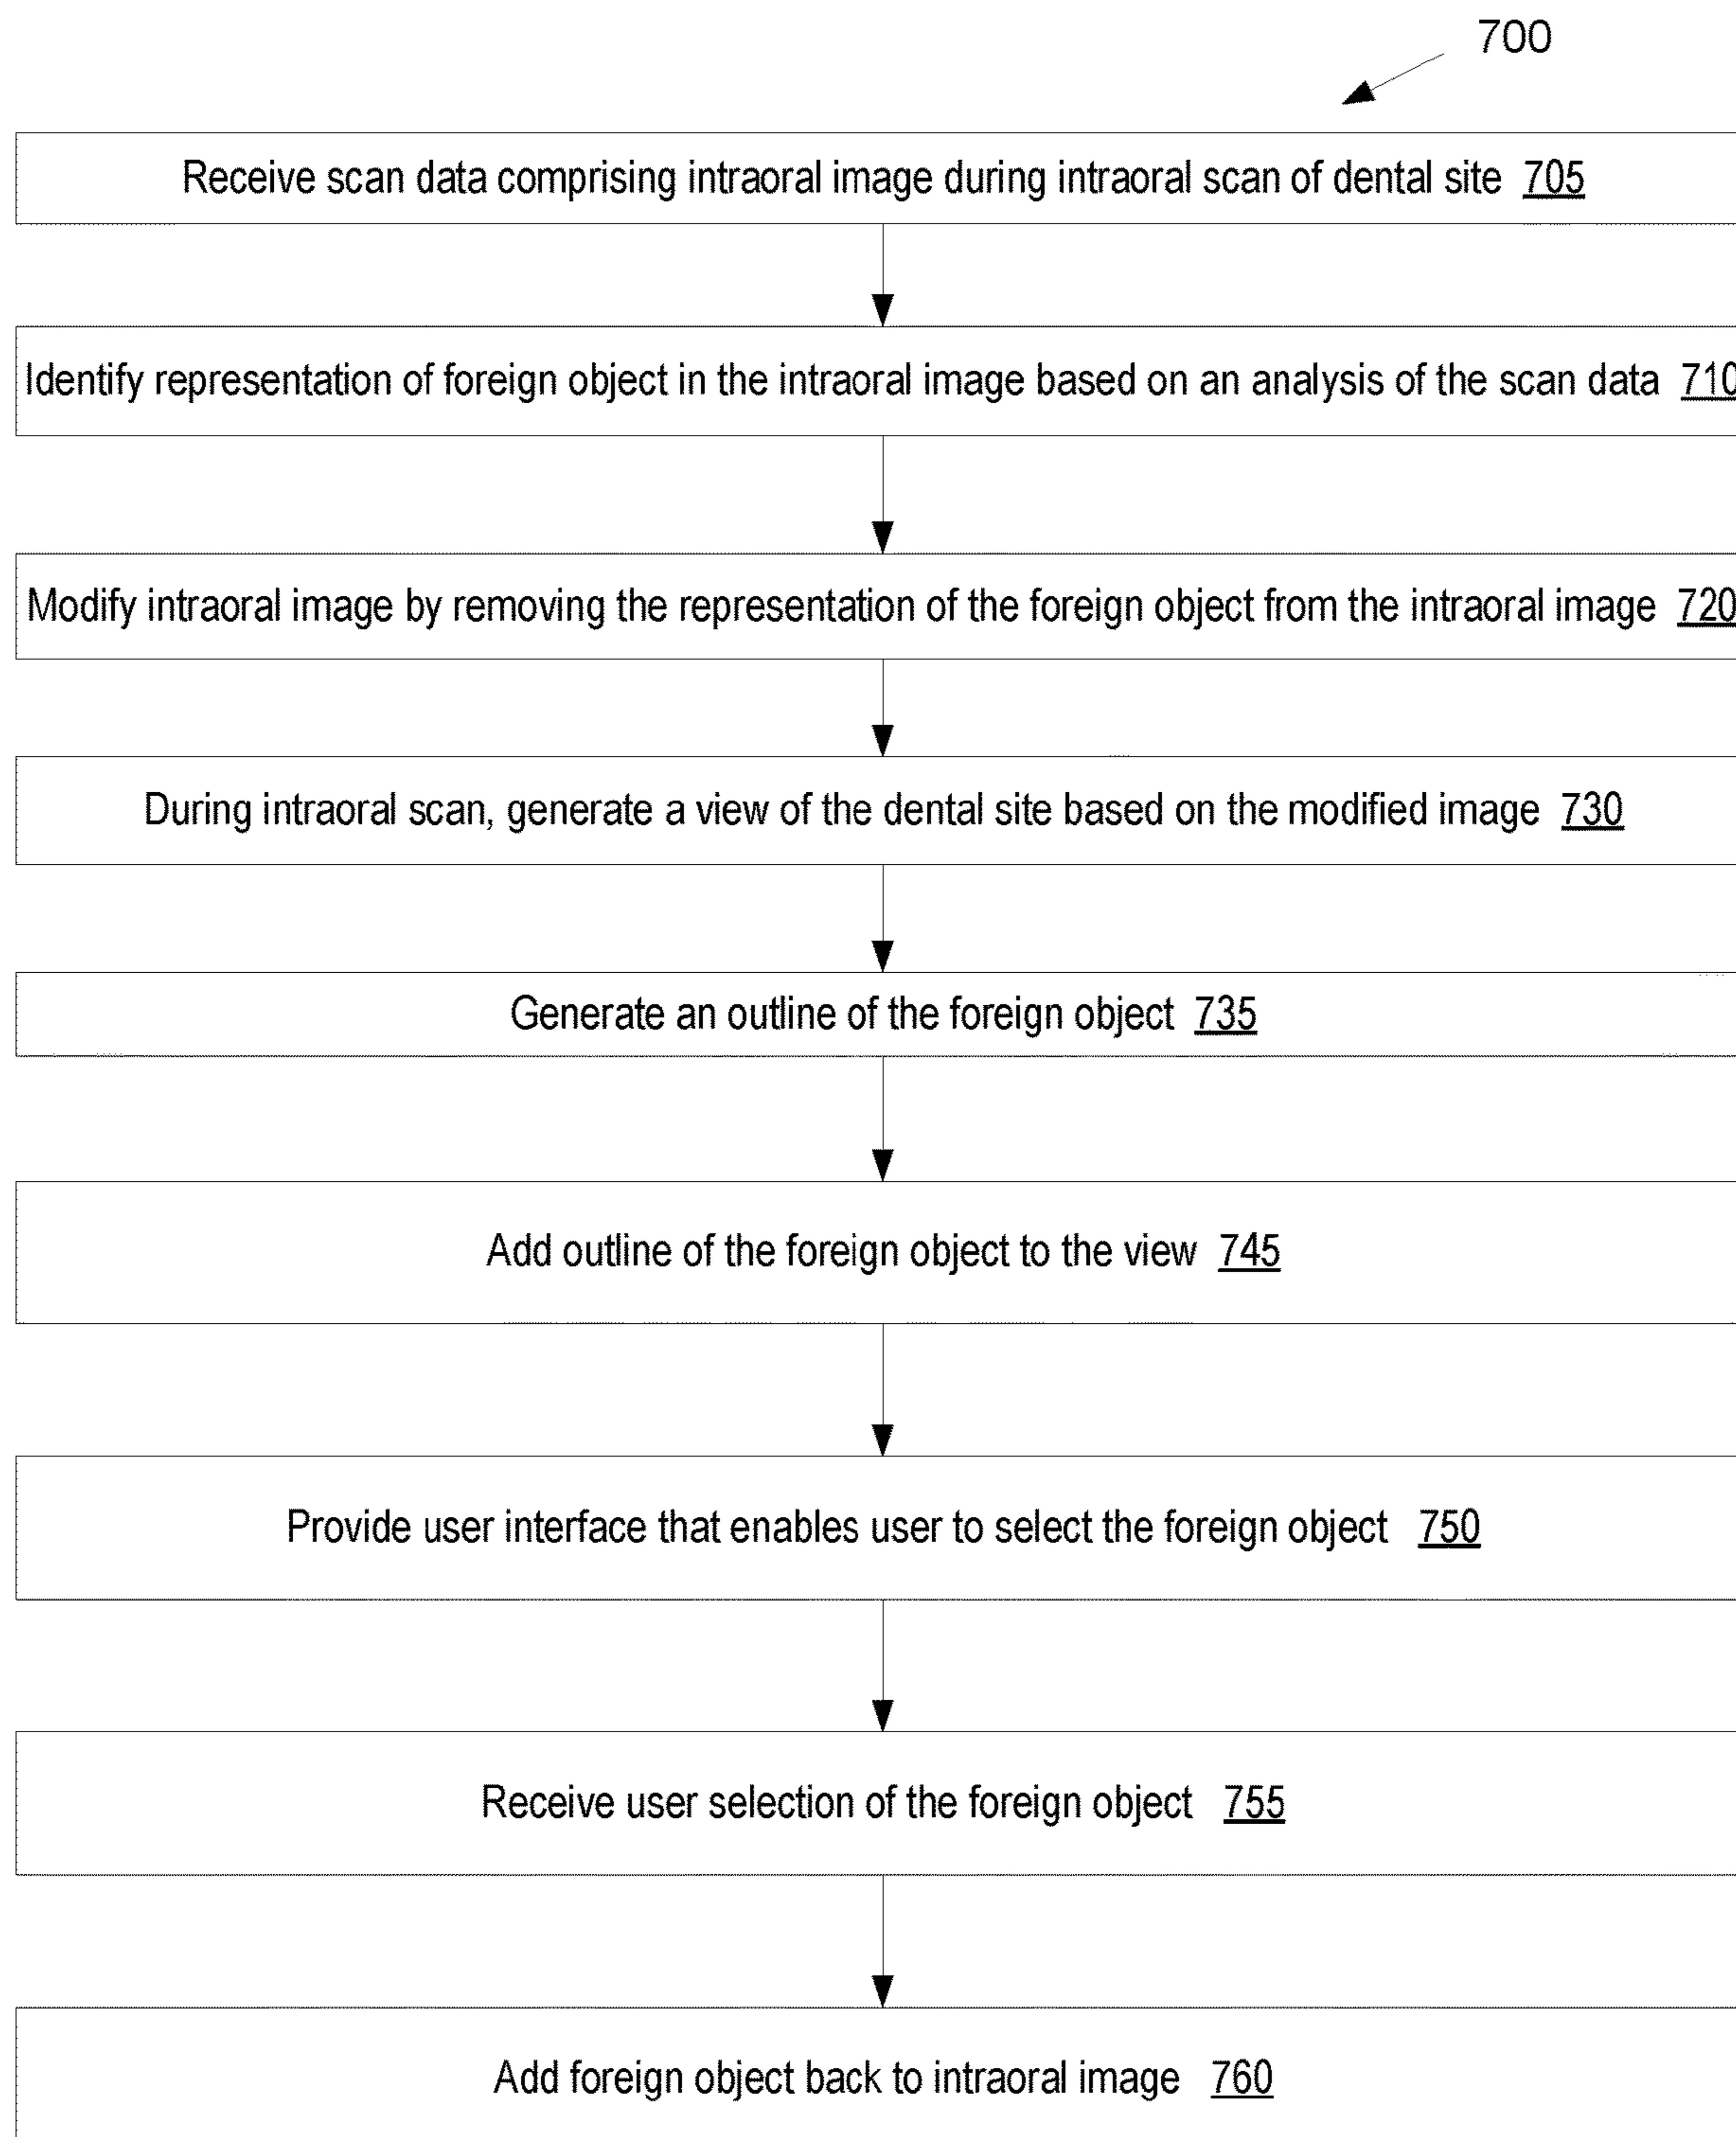 700
Receive scan data comprising intraoral image during intraoral scan of dental site 705
Identify representation of foreign object in the intraoral image based on an analysis of the scan data 710
Modify intraoral image by removing the representation of the foreign object from the intraoral image 720
During intraoral scan, generate a view of the dental site based on the modified image 730
Generate an outline of the foreign object 735
Add outline of the foreign object to the view 745
Provide user interface that enables user to select the foreign object 750
Receive user selection of the foreign object 755
Add foreign object back to intraoral image 760